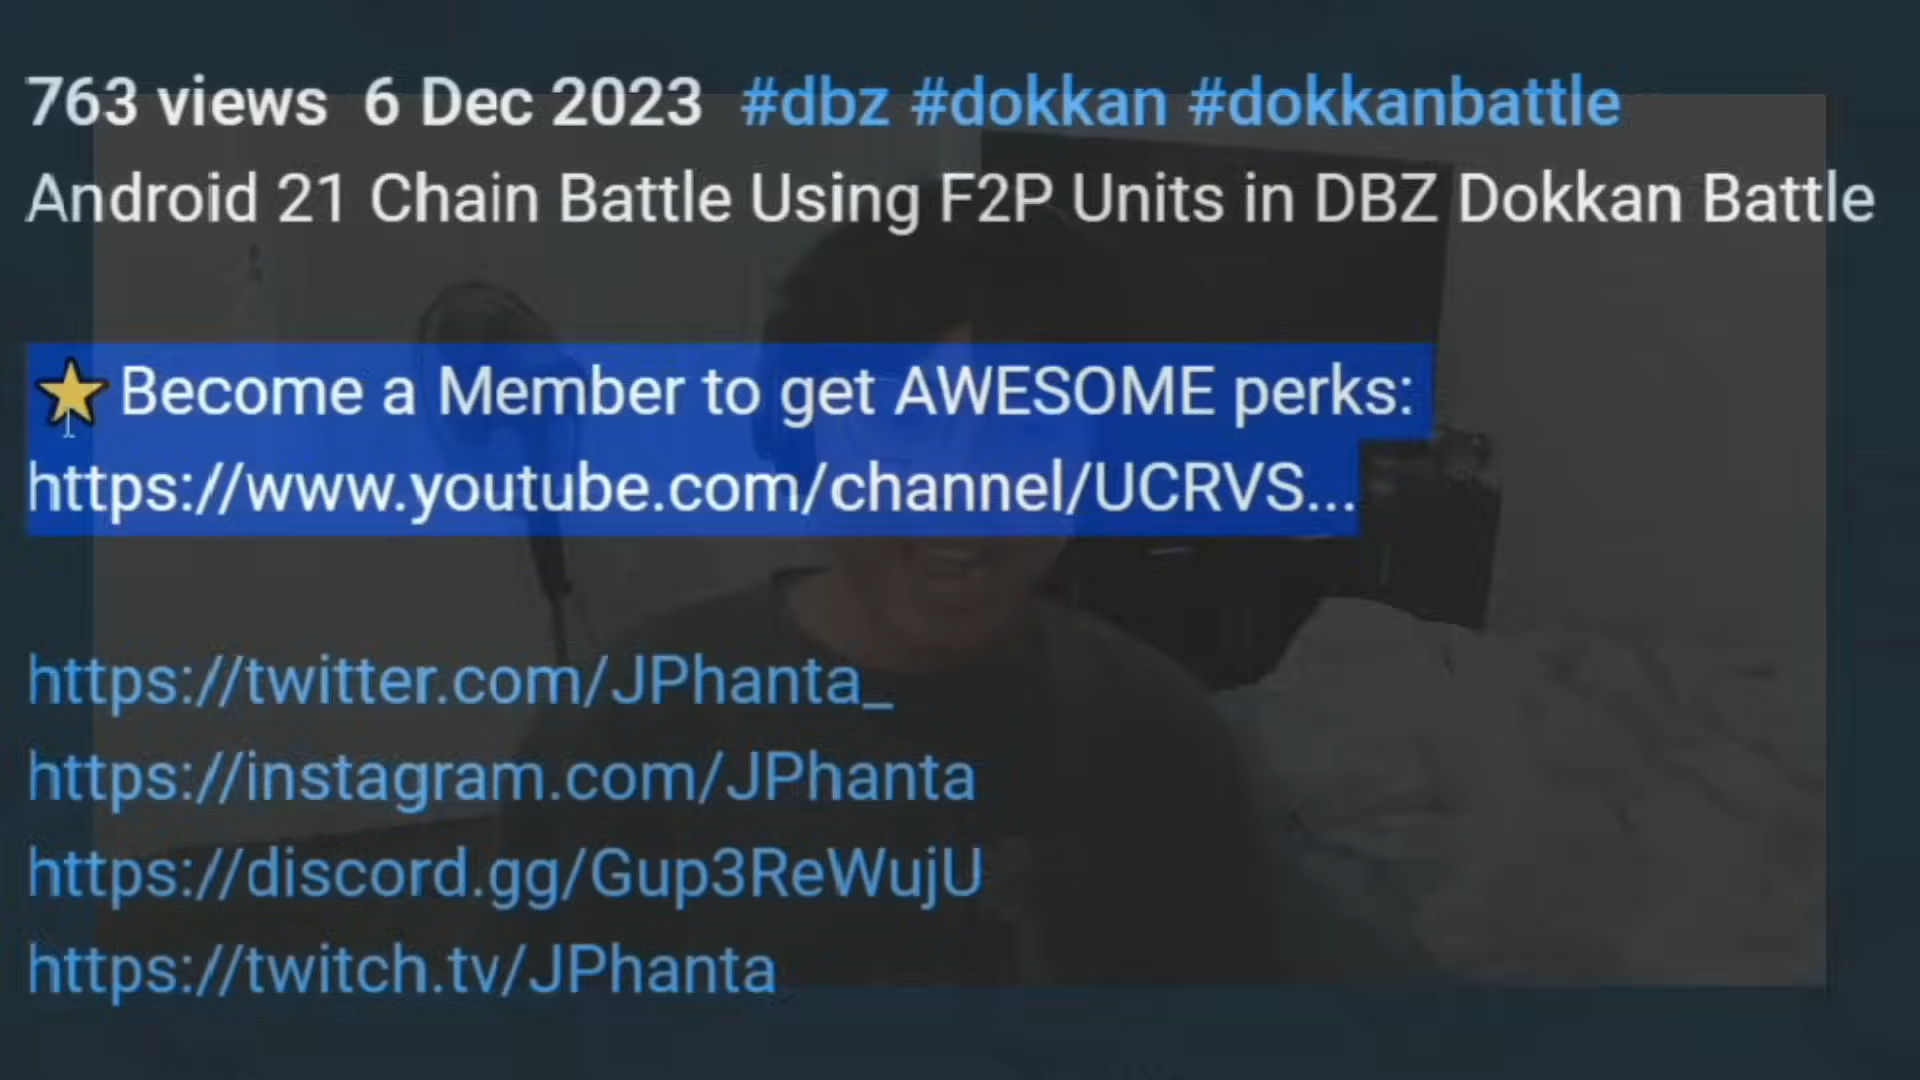 763 views 6 Dec 2023 #dbz #dokkan #dokkanbattle
Android 21 Chain Battle Using F2P Units in DBZ Dokkan Battle
⭐Become a Member to get AWESOME perks:
https://www.youtube.com/channel/UCRVS...
https://twitter.com/JPhanta_
https://instagram.com/JPhanta
https://discord.gg/Gup3ReWujU
https://twitch.tv/JPhanta